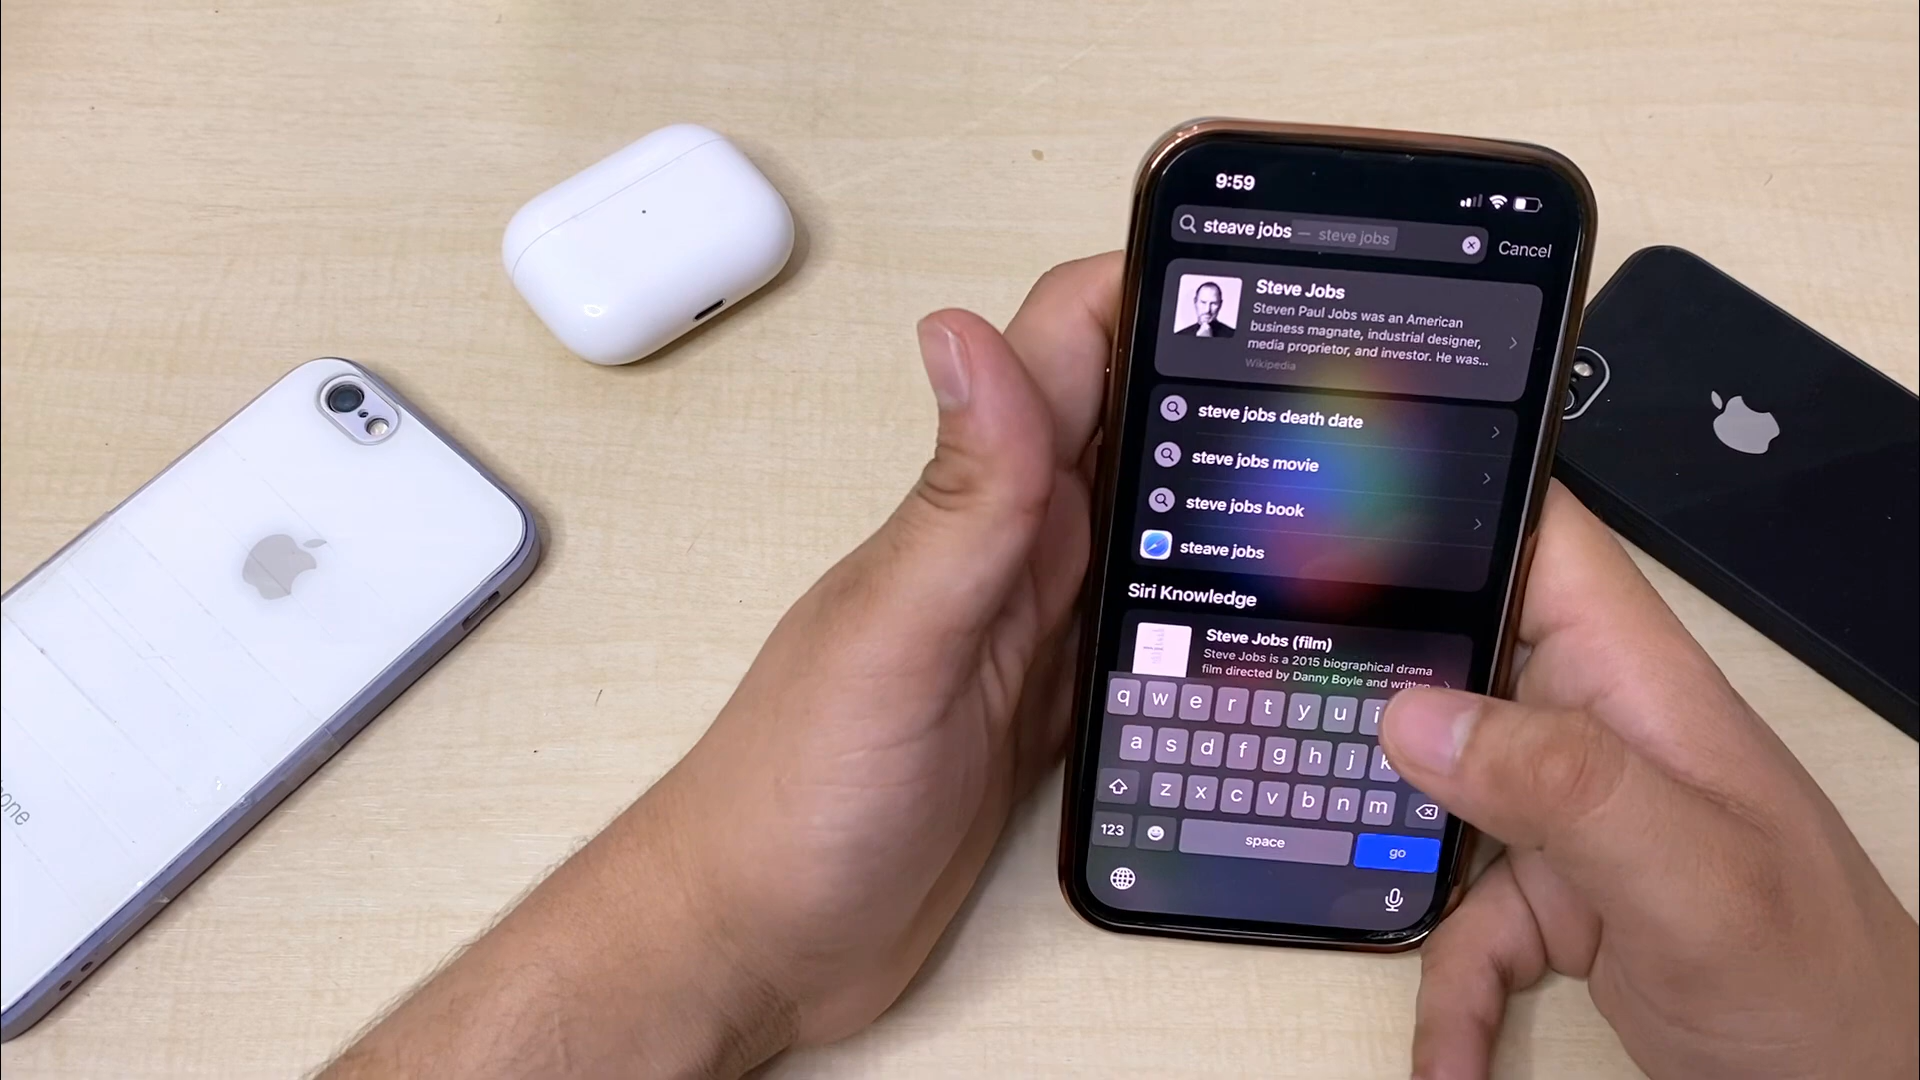 9:59
steave jobs — steve jobs
Cancel
Steve Jobs
Steven Paul Jobs was an American
business magnate, industrial designer,
media proprietor, and investor. He was...
Wikipedia
steve jobs death date
steve jobs movie
steve jobs book
steave jobs
Siri Knowledge
Steve Jobs (film)
Steve Jobs is a 2015 biographical drama
film directed by Danny Boyle and written
q w e r t y u i
a s d f g h j k
z x c v b n m
123 space go